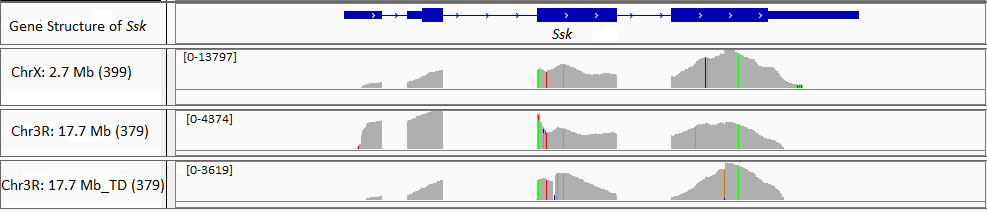 Gene Structure of Ssk
Ssk
ChrX: 2.7 Mb (399)
[0-13797]
Chr3R: 17.7 Mb (379)
[0-4374]
Chr3R: 17.7 Mb_TD (379)
[0-3619]